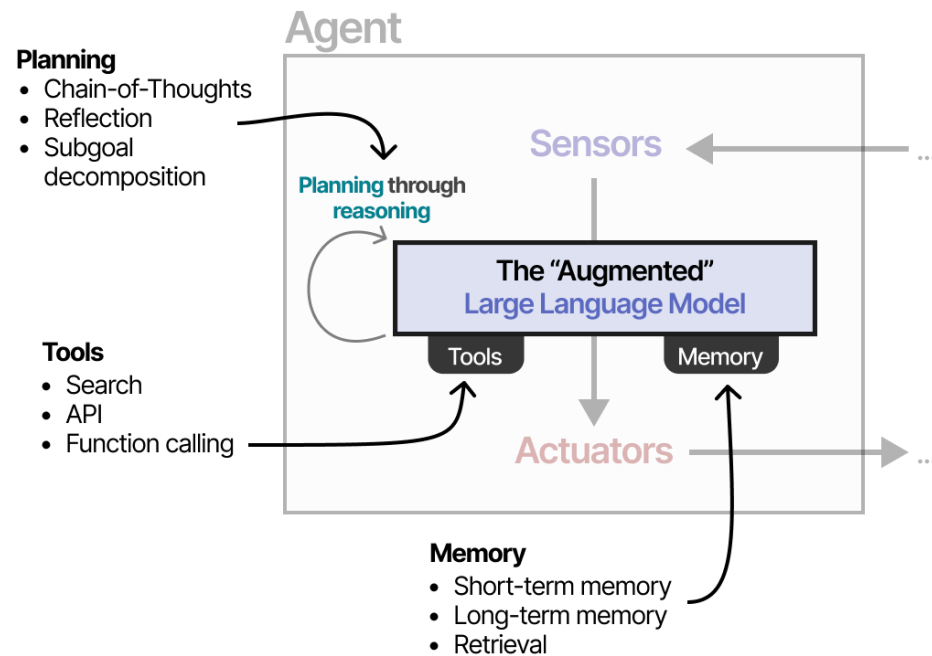 Agent
Planning
• Chain-of-Thoughts
• Reflection
• Subgoal
decomposition
Sensors
...
Planning through
reasoning
The “Augmented”
Large Language Model
Tools
Memory
Tools
• Search
• API
• Function calling
Actuators
...
Memory
• Short-term memory
• Long-term memory
• Retrieval